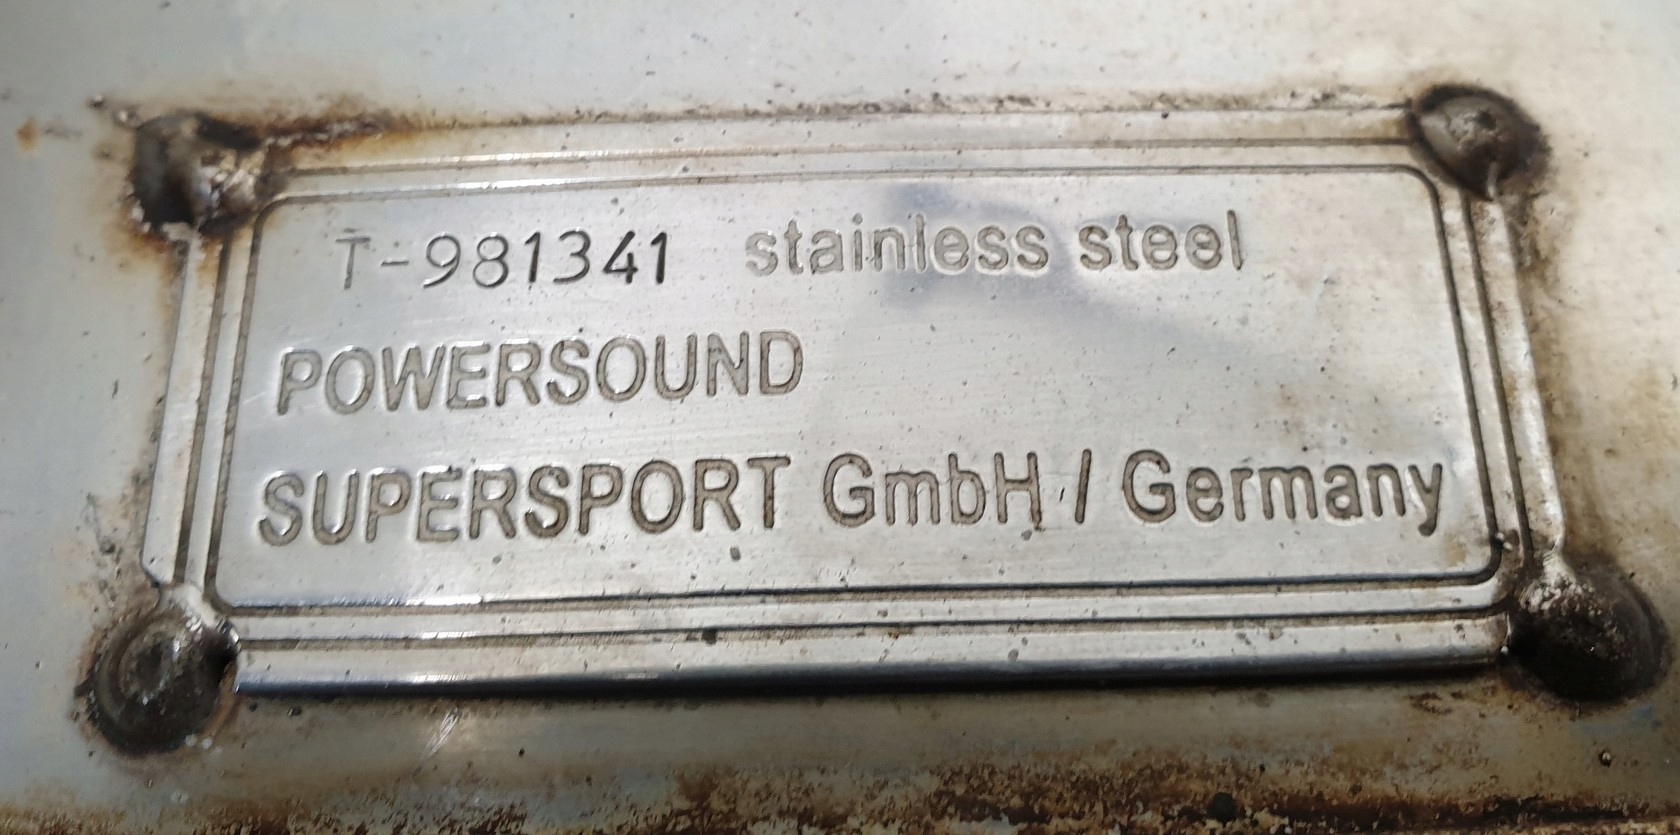 T-981341 stainless steel
POWERSOUND
SUPERSPORT GmbH / Germany